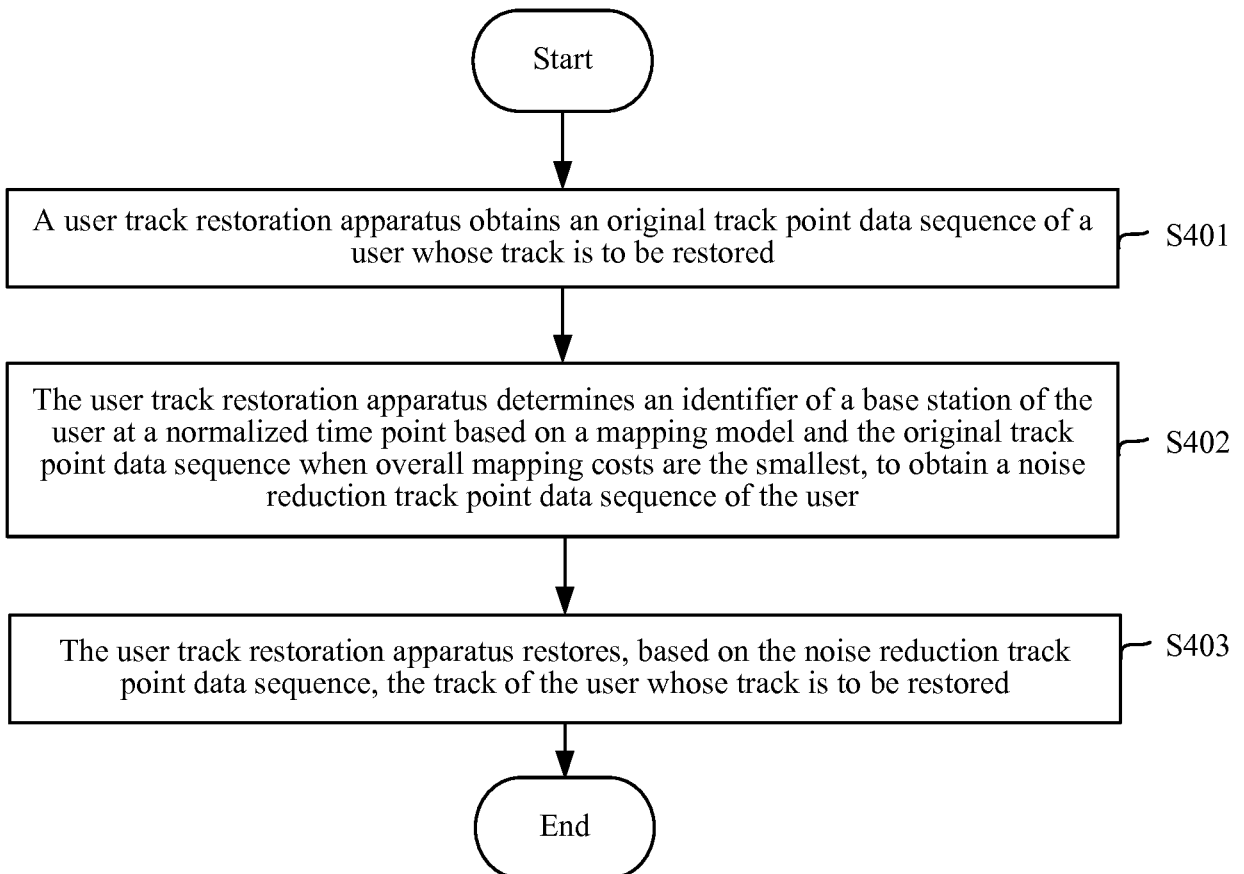 Start
A user track restoration apparatus obtains an original track point data sequence of a
user whose track is to be restored
S401
The user track restoration apparatus determines an identifier of a base station of the
user at a normalized time point based on a mapping model and the original track
point data sequence when overall mapping costs are the smallest, to obtain a noise
reduction track point data sequence of the user
S402
The user track restoration apparatus restores, based on the noise reduction track
point data sequence, the track of the user whose track is to be restored
S403
End